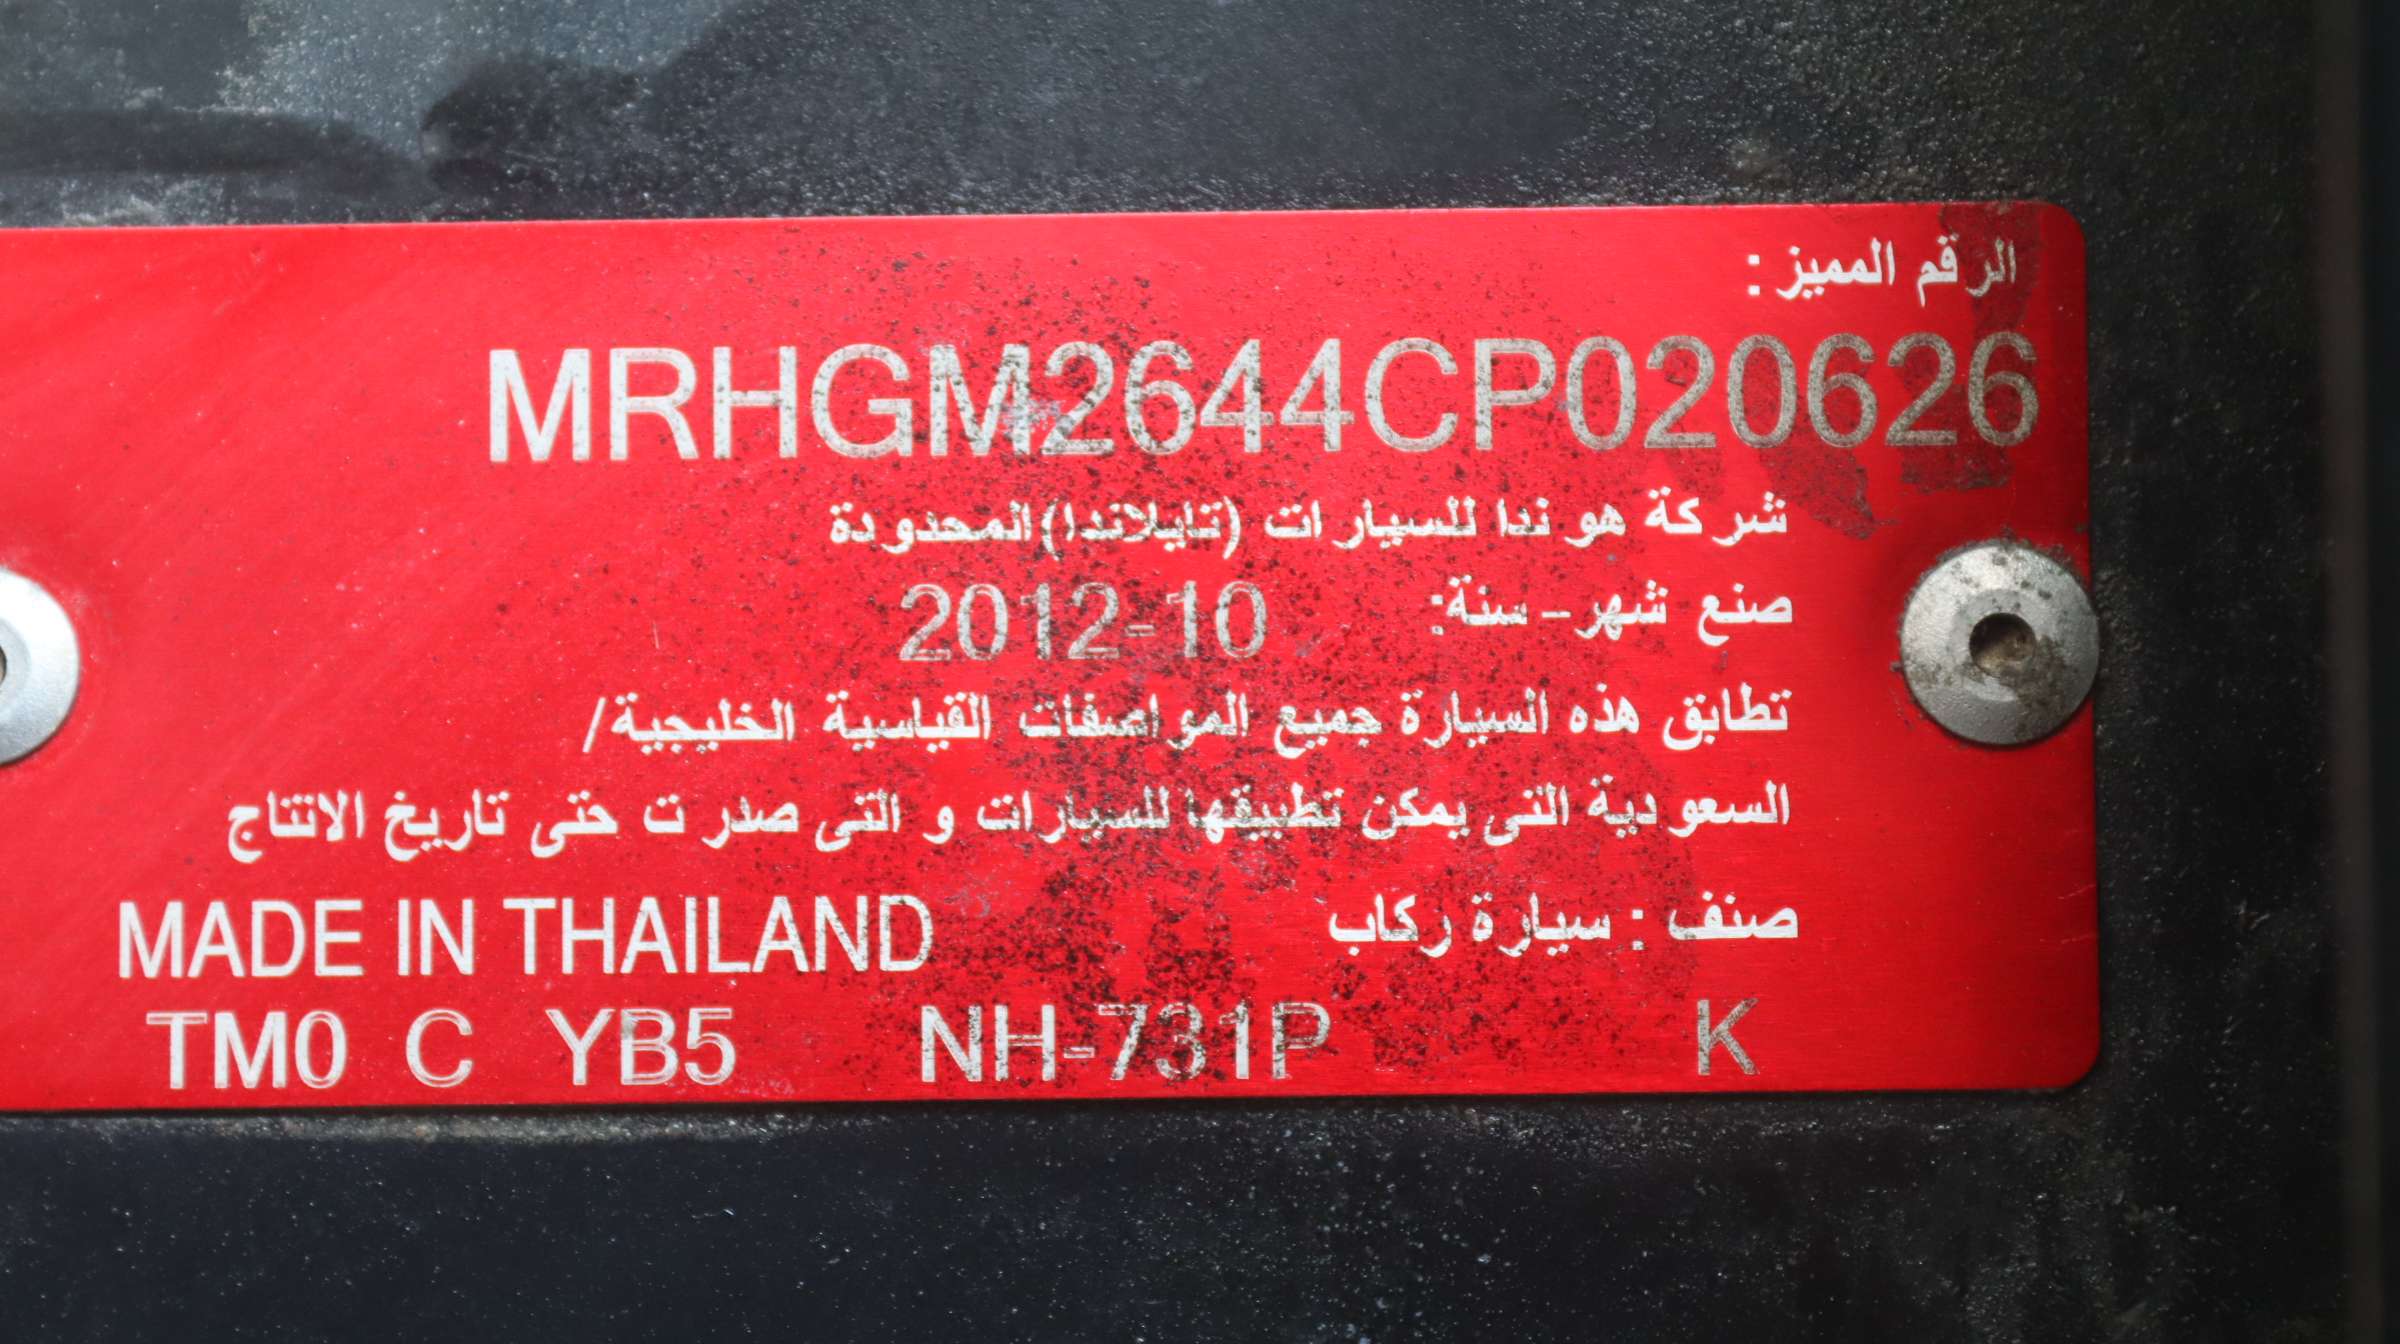 الرقم المميز :
MRHGM2644CP020626
شركة هوندا للسيارات (تايلاندا) المحدودة
صنع شهر - سنة: 2012-10
تطابق هذه السيارة جميع المواصفات القياسية الخليجية/
السعودية التى يمكن تطبيقها للسيارات و التى صدرت حتى تاريخ الانتاج
صنف : سيارة ركاب MADE IN THAILAND
TM0 C YB5 NH-731P K